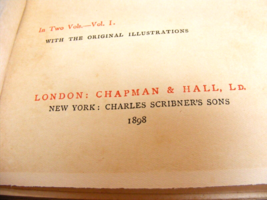 In Two Vols.—Vol. I.
WITH THE ORIGINAL ILLUSTRATIONS
LONDON: CHAPMAN & HALL, LD.
NEW YORK: CHARLES SCRIBNER'S SONS
1898